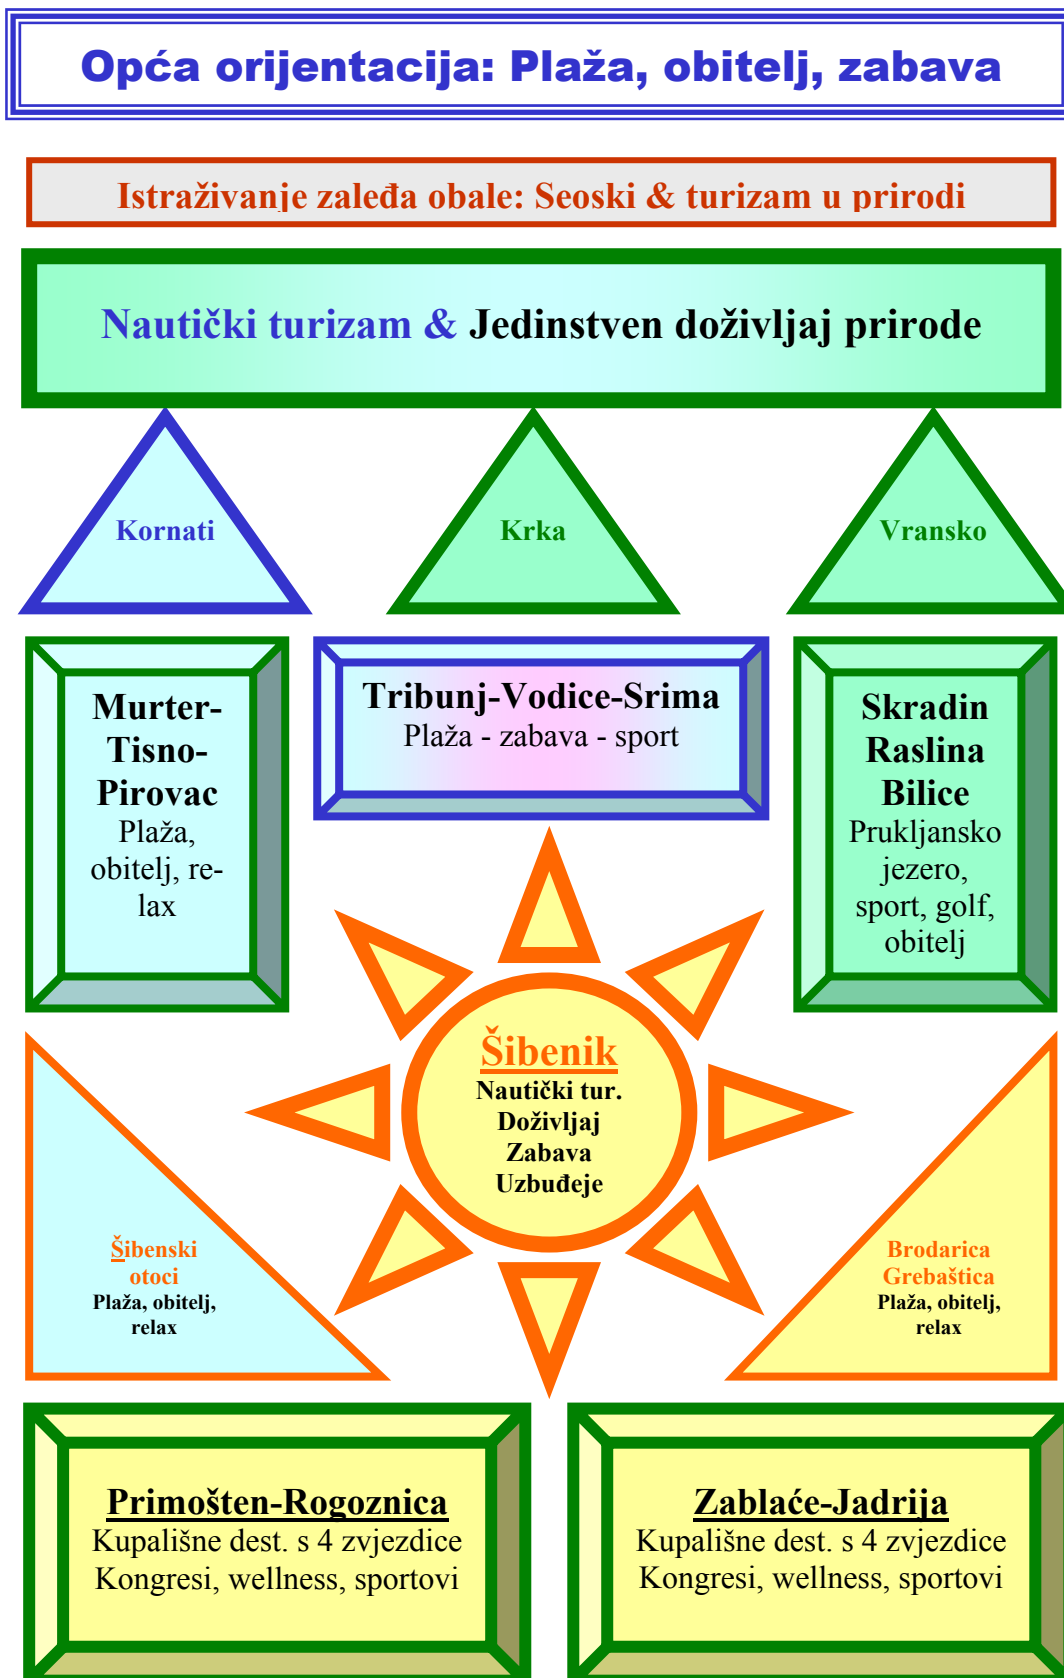 Opća orijentacija: Plaža, obitelj, zabava
Istraživanje zaleđa obale: Seoski & turizam u prirodi
Nautički turizam & Jedinstven doživljaj prirode
Kornati
Krka
Vransko
Murter-
Tisno-
Pirovac
Plaža,
obitelj, re-
lax
Tribunj-Vodice-Srima
Plaža - zabava - sport
Skradin
Raslina
Bilice
Prukljansko
jezero,
sport, golf,
obitelj
Šibenik
Nautički tur.
Doživljaj
Zabava
Uzbuđeje
Šibenski
otoci
Plaža, obitelj,
relax
Brodarica
Grebaštica
Plaža, obitelj,
relax
Primošten-Rogoznica
Kupališne dest. s 4 zvjezdice
Kongresi, wellness, sportovi
Zablaće-Jadrija
Kupališne dest. s 4 zvjezdice
Kongresi, wellness, sportovi